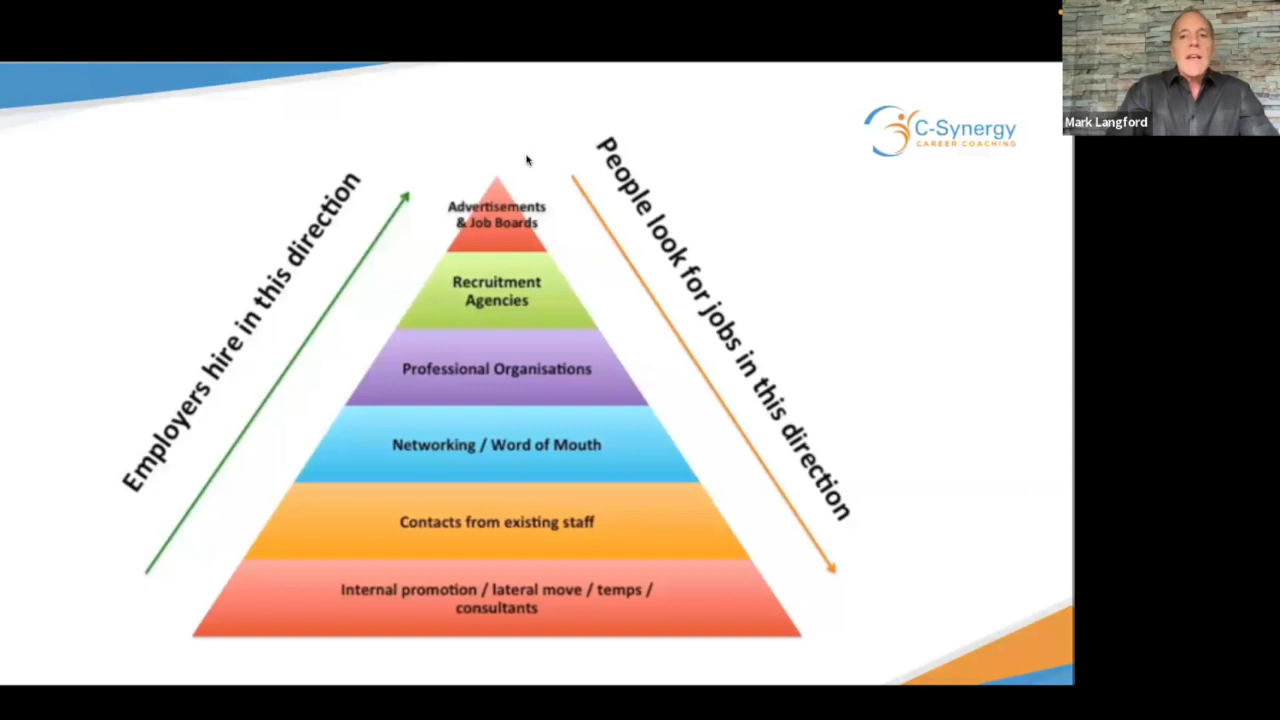 Mark Langford
C-Synergy
CAREER COACHING
Employers hire in this direction
People look for jobs in this direction
Advertisements
& Job Boards
Recruitment
Agencies
Professional Organisations
Networking / Word of Mouth
Contacts from existing staff
Internal promotion / lateral move / temps /
consultants